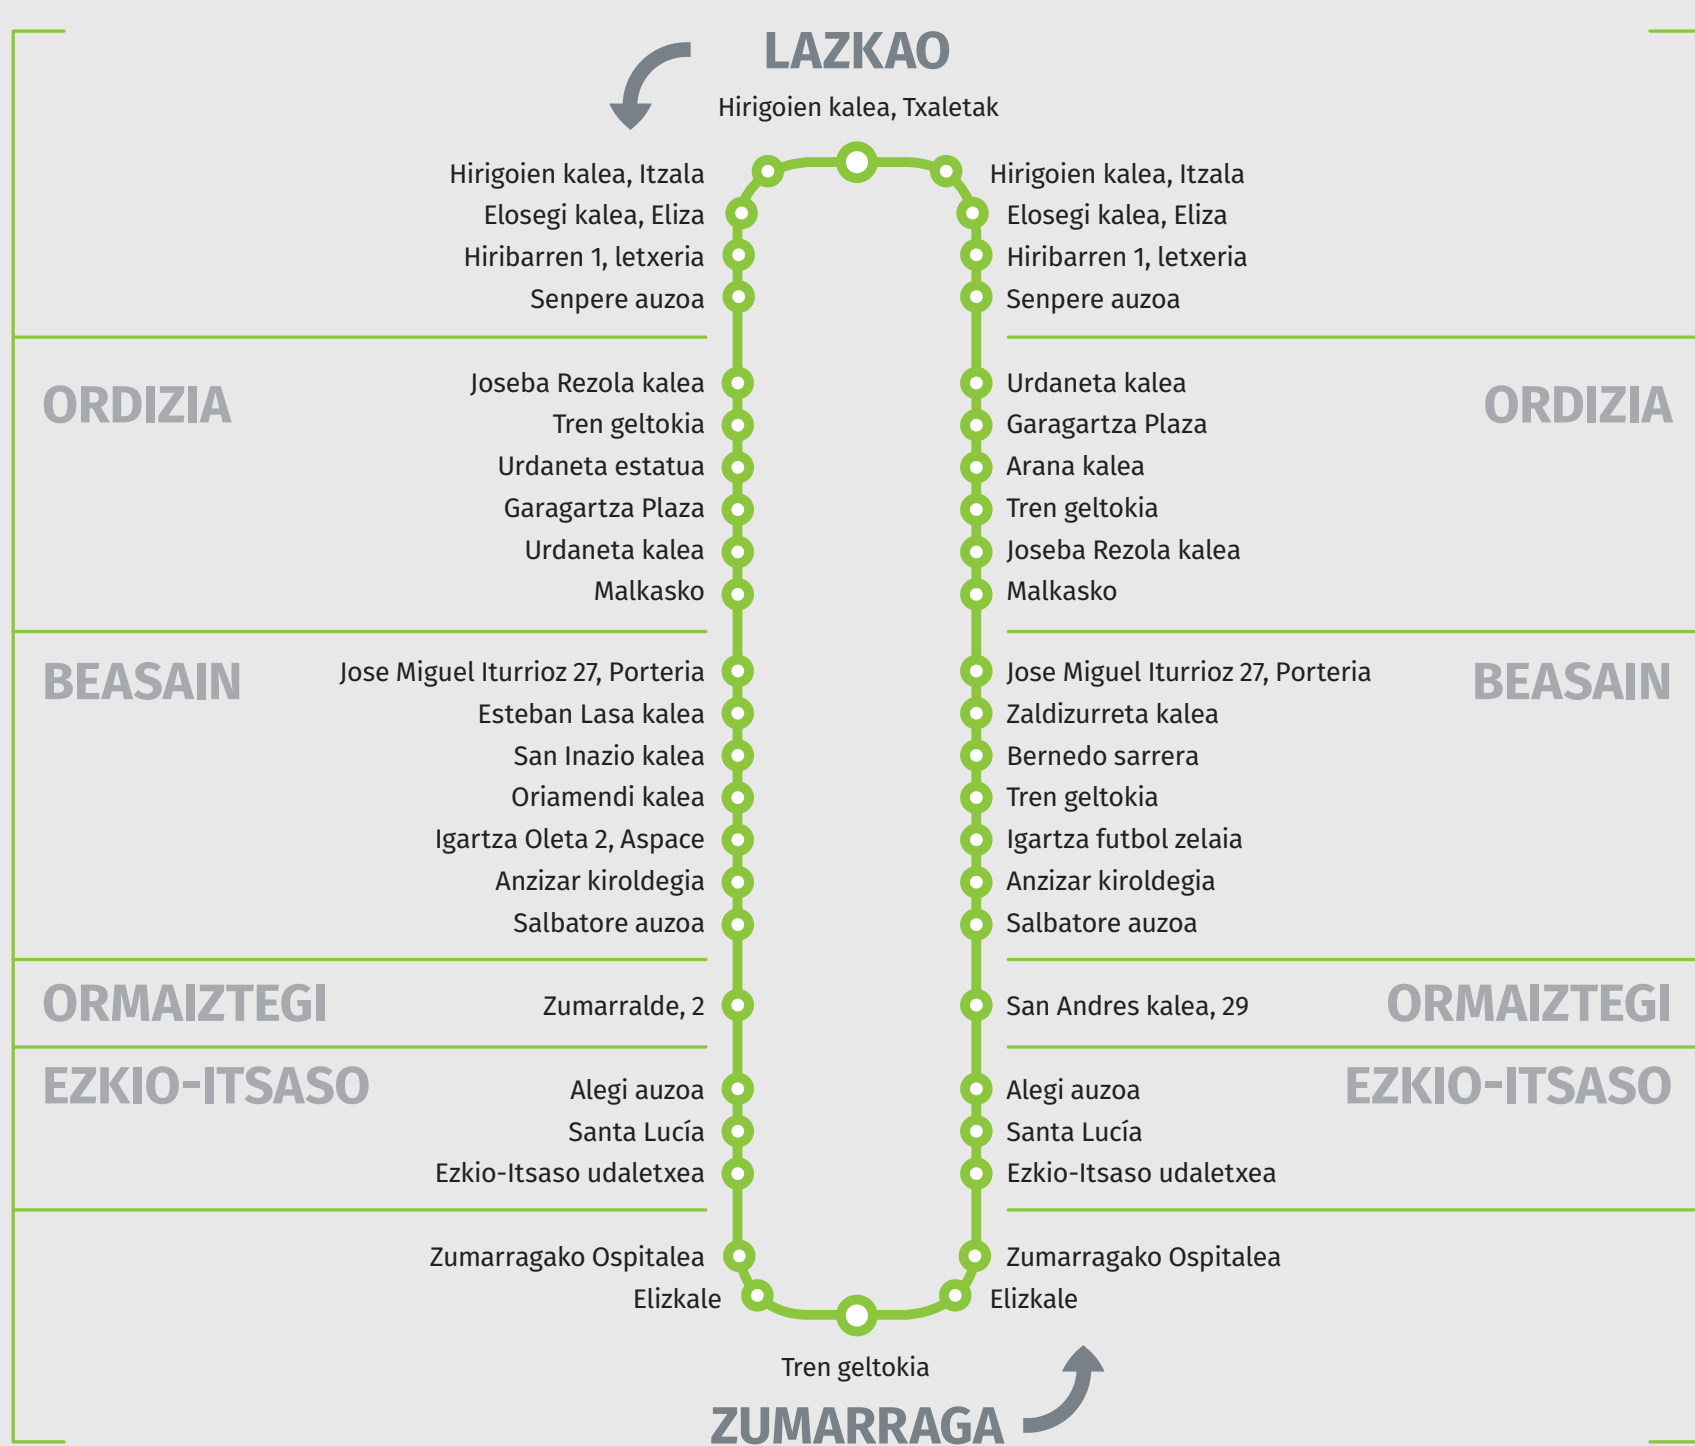 LAZKAO
Hirigoien kalea, Txaletak
Hirigoien kalea, Itzala
Elosegi kalea, Eliza
Hiribarren 1, letxeria
Senpere auzoa
ORDIZIA
Joseba Rezola kalea
Tren geltokia
Urdaneta estatua
Garagartza Plaza
Urdaneta kalea
Malkasko
BEASAIN
Jose Miguel Iturrioz 27, Porteria
Esteban Lasa kalea
San Inazio kalea
Oriamendi kalea
Igartza Oleta 2, Aspace
Anzizar kiroldegia
Salbatore auzoa
ORMAIZTEGI
Zumarralde, 2
EZKIO-ITSASO
Alegi auzoa
Santa Lucía
Ezkio-Itsaso udaletxea
Zumarragako Ospitalea
Elizkale
Hirigoien kalea, Itzala
Elosegi kalea, Eliza
Hiribarren 1, letxeria
Senpere auzoa
ORDIZIA
Urdaneta kalea
Garagartza Plaza
Arana kalea
Tren geltokia
Joseba Rezola kalea
Malkasko
BEASAIN
Jose Miguel Iturrioz 27, Porteria
Zaldizurreta kalea
Bernedo sarrera
Tren geltokia
Igartza futbol zelaia
Anzizar kiroldegia
Salbatore auzoa
ORMAIZTEGI
San Andres kalea, 29
EZKIO-ITSASO
Alegi auzoa
Santa Lucía
Ezkio-Itsaso udaletxea
Zumarragako Ospitalea
Elizkale
Tren geltokia
ZUMARRAGA